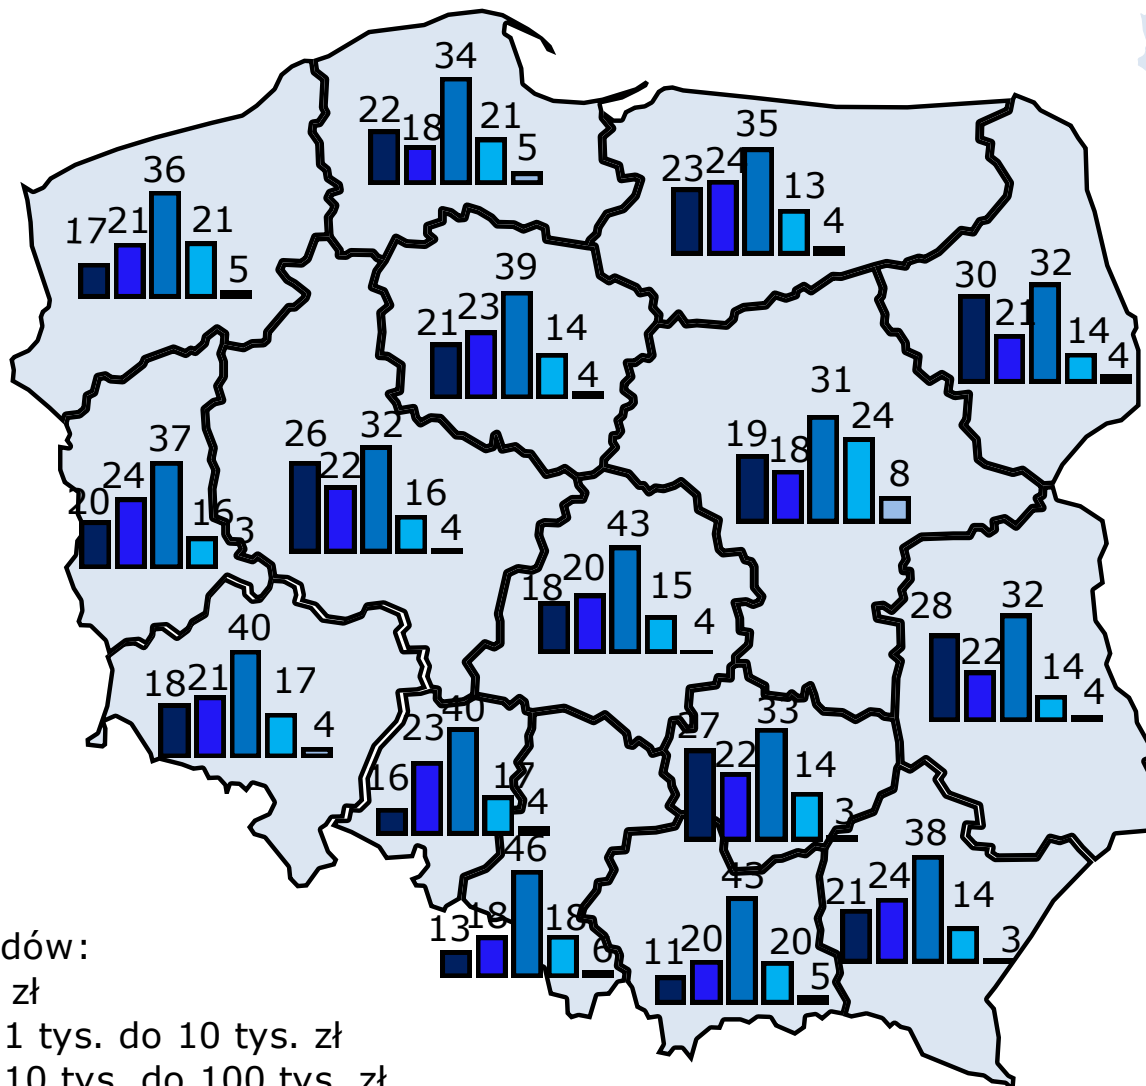 34
22 18 21 5
35
23 24 13 4
36
17 21 21 5
30 21 32 14 4
39
21 23 14 4
31
19 18 24 8
37
20 24 16 3
26 22 32 16 4
43
18 20 15 4
28 22 32 14 4
40
18 21 17 4
16 23 40 17 4
27 22 33 14 3
46
13 18 18 6
43
11 20 20 5
38
21 24 14 3
dów:
zł
1 tys. do 10 tys. zł
10 tys. do 100 tys. zł